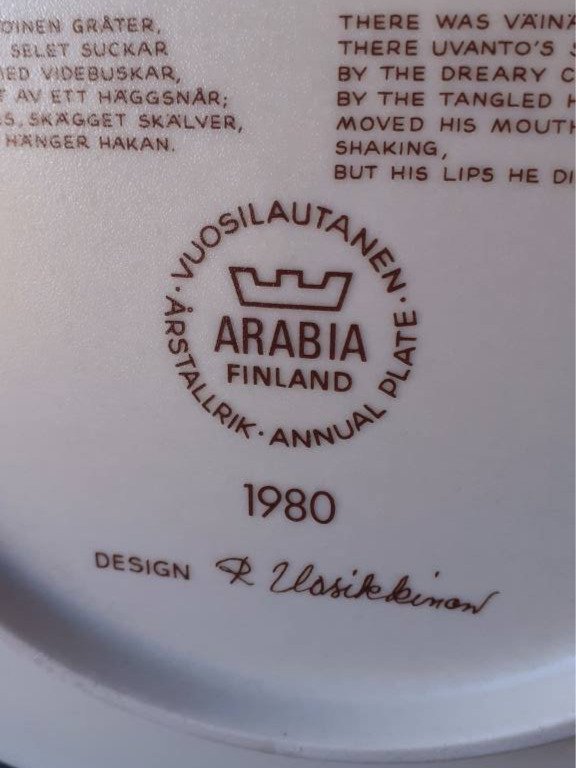 OINEN GRÅTER,
SELET SUCKAR
ED VIDEBUSKAR,
AV ETT HÄGGSNÅR;
S. SKÄGGET SKÄLVER,
HÄNGER HAKAN.
THERE WAS VÄINÄ
THERE UVANTO'S S
BY THE DREARY C
BY THE TANGLED H
MOVED HIS MOUTH
SHAKING,
BUT HIS LIPS HE DI
· VUOSILAUTANEN ·
ARABIA
FINLAND
ÅRSTALLRIK · ANNUAL PLATE
1980
DESIGN R Uosikkinen